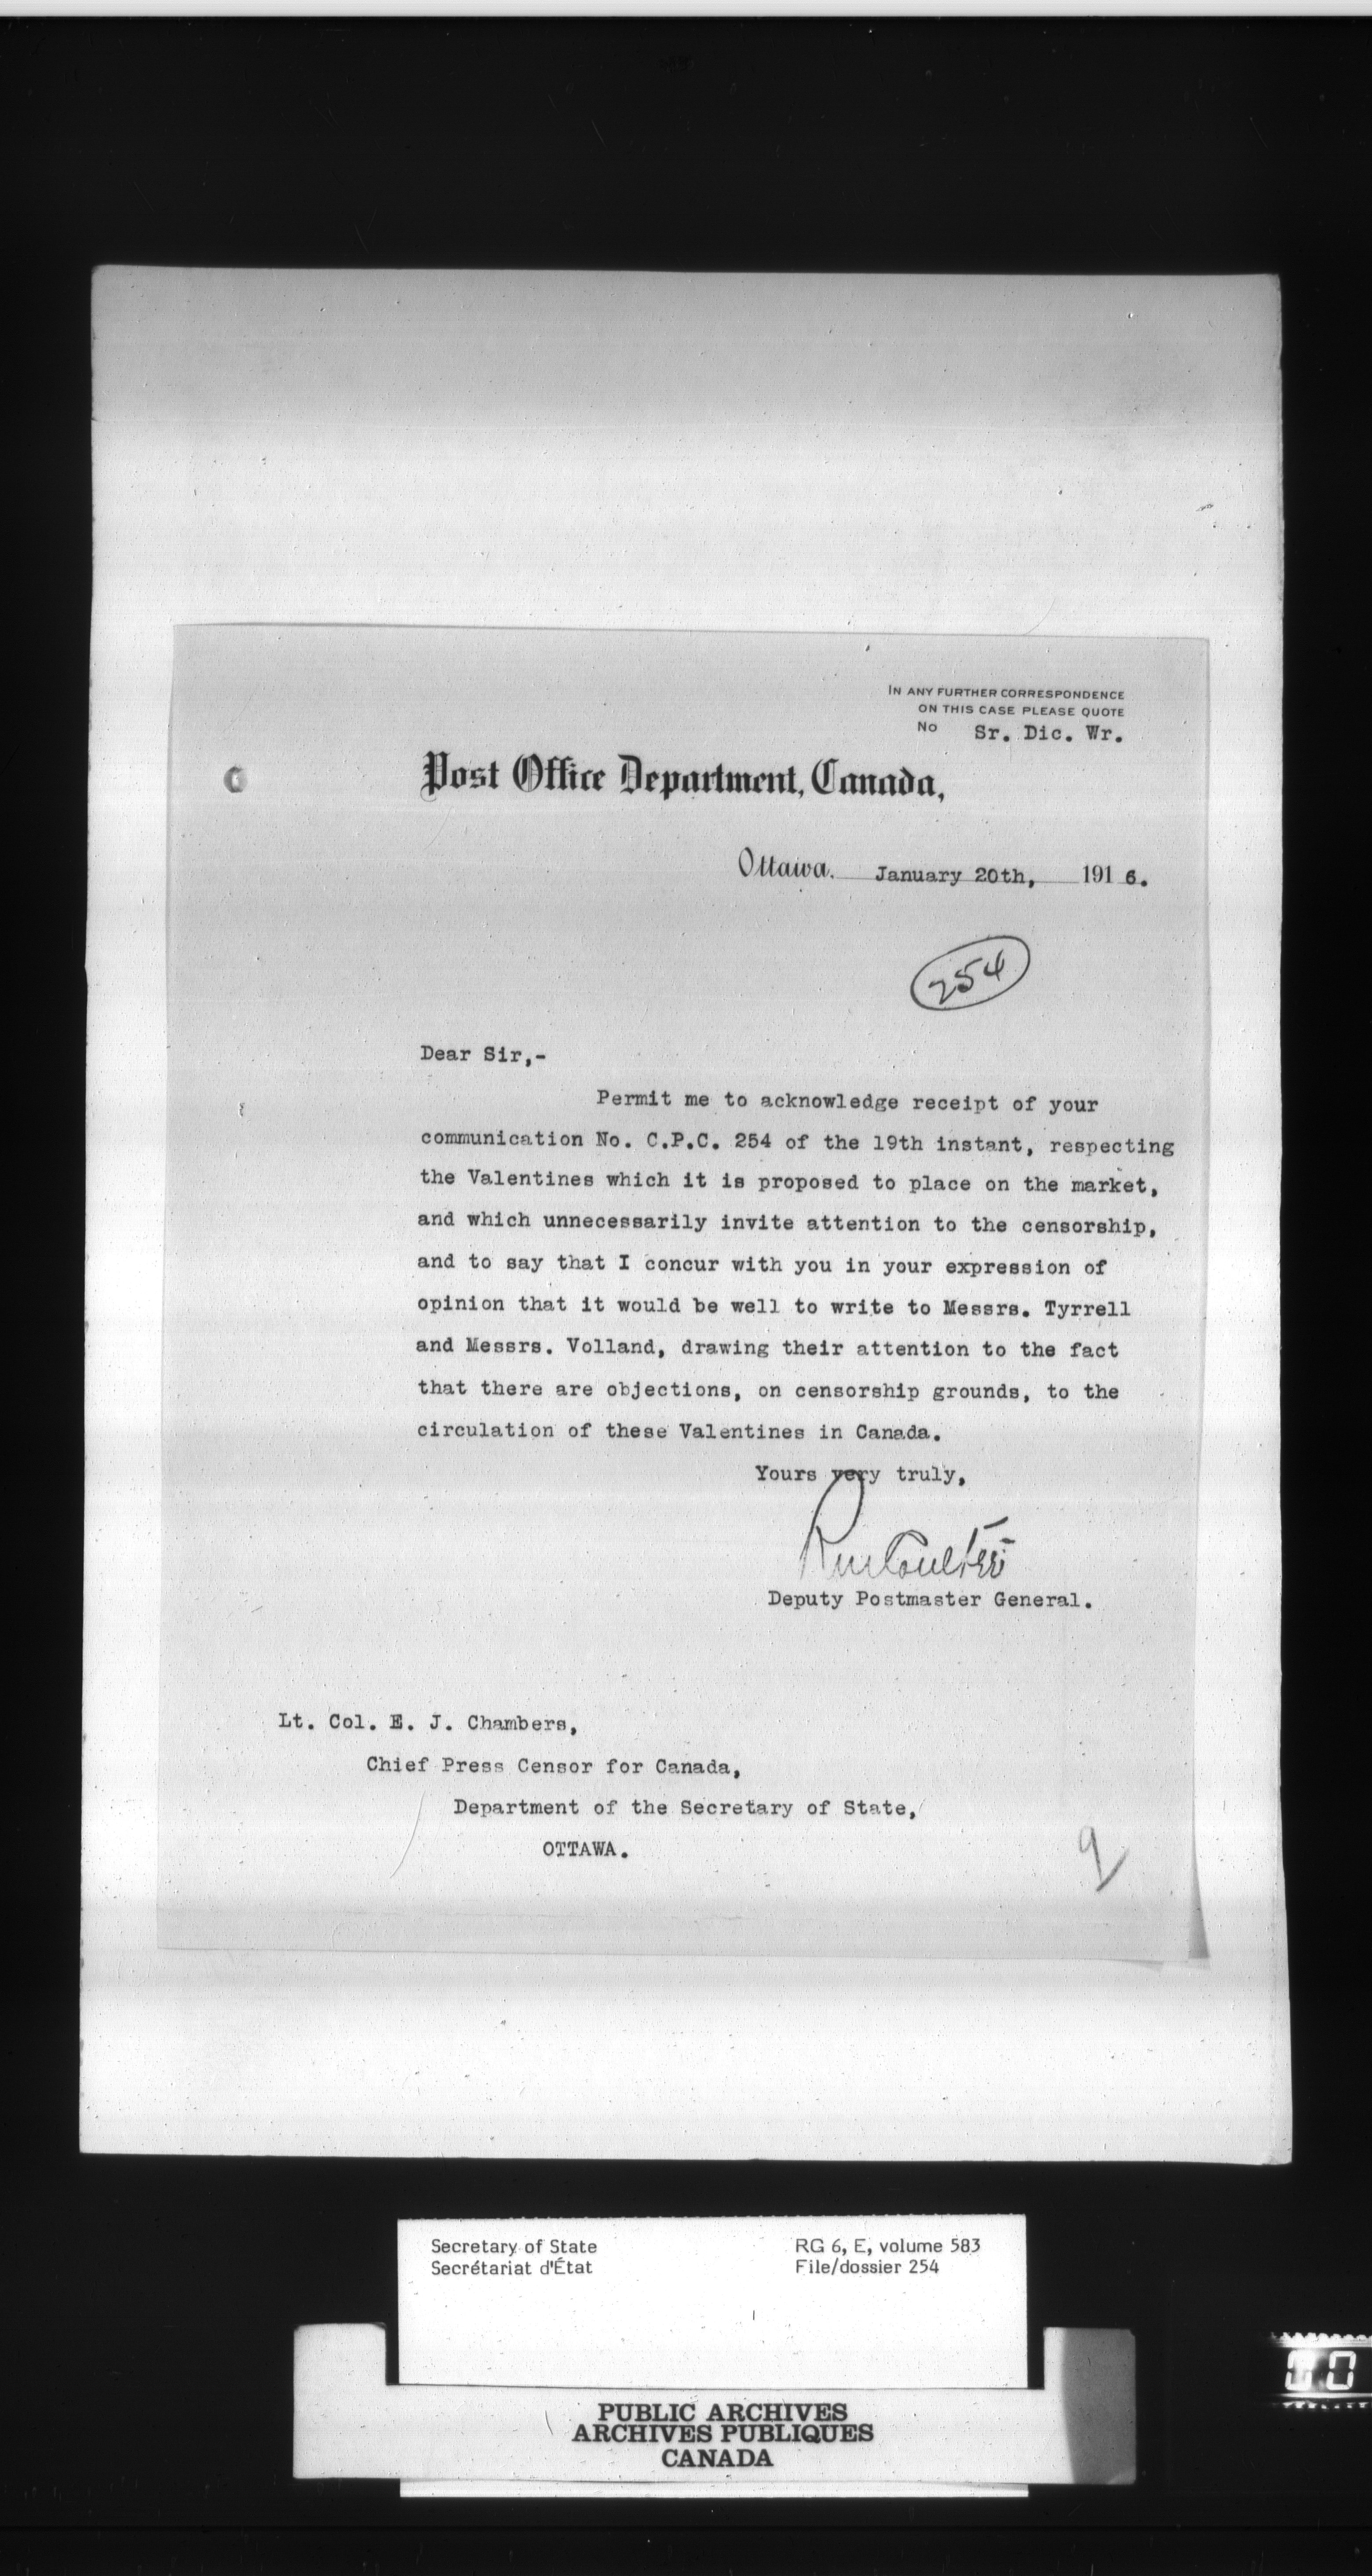 IN ANY FURTHER CORRESPONDENCE
ON THIS CASE PLEASE QUOTE
No Sr. Dic. Wr.
Post Office Department, Canada,
Ottawa. January 20th, 1916.
254
Dear Sir,-
Permit me to acknowledge receipt of your
communication No. C.P.C. 254 of the 19th instant, respecting
the Valentines which it is proposed to place on the market,
and which unnecessarily invite attention to the censorship,
and to say that I concur with you in your expression of
opinion that it would be well to write to Messrs. Tyrrell
and Messrs. Volland, drawing their attention to the fact
that there are objections, on censorship grounds, to the
circulation of these Valentines in Canada.
Yours very truly,
RM Coulter
Deputy Postmaster General.
Lt. Col. E. J. Chambers,
Chief Press Censor for Canada,
Department of the Secretary of State,
OTTAWA.
9
Secretary of State RG 6, E, volume 583
Secrétariat d'État File/dossier 254
PUBLIC ARCHIVES
ARCHIVES PUBLIQUES
CANADA